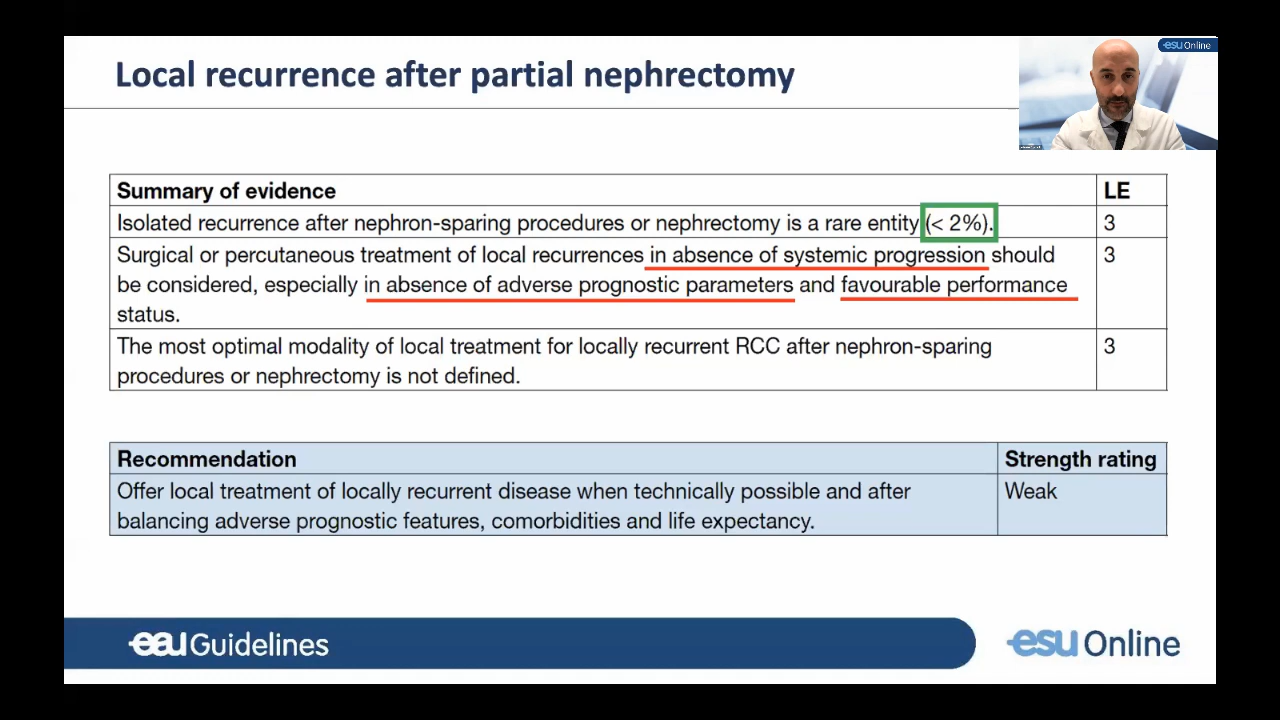 Local recurrence after partial nephrectomy
esu Online
Summary of evidence LE
Isolated recurrence after nephron-sparing procedures or nephrectomy is a rare entity (< 2%). 3
Surgical or percutaneous treatment of local recurrences in absence of systemic progression should 3
be considered, especially in absence of adverse prognostic parameters and favourable performance
status.
The most optimal modality of local treatment for locally recurrent RCC after nephron-sparing 3
procedures or nephrectomy is not defined.
Recommendation Strength rating
Offer local treatment of locally recurrent disease when technically possible and after Weak
balancing adverse prognostic features, comorbidities and life expectancy.
eau Guidelines
esu Online